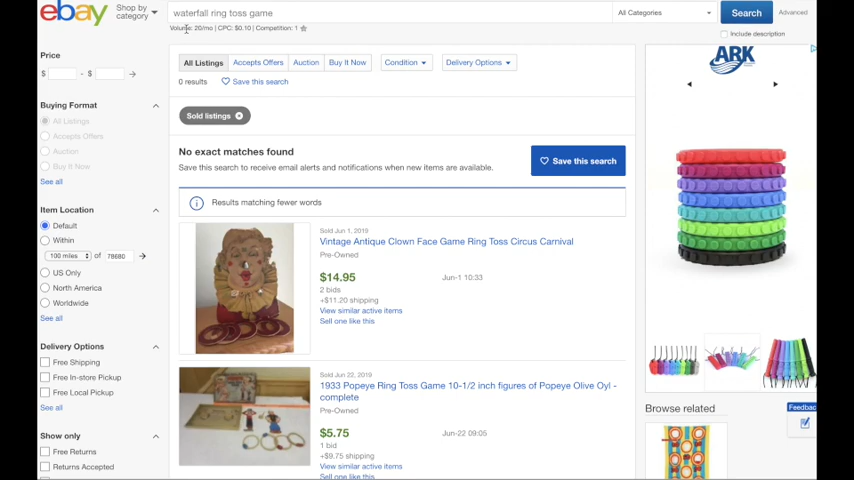 ebay
Shop by
category
waterfall ring toss game
All Categories
Search
Advanced
Volume: 20/mo | CPC: $0.10 | Competition: 1
Include description
Price
$ - $
Buying Format
All Listings
Accepts Offers
Auction
Buy It Now
See all
Item Location
Default
Within
100 miles of 78680
US Only
North America
Worldwide
See all
Delivery Options
Free Shipping
Free In-store Pickup
Free Local Pickup
See all
Show only
Free Returns
Returns Accepted
All Listings Accepts Offers Auction Buy It Now Condition Delivery Options
0 results Save this search
Sold listings
No exact matches found
Save this search to receive email alerts and notifications when new items are available.
Save this search
Results matching fewer words
Sold Jun 1, 2019
Vintage Antique Clown Face Game Ring Toss Circus Carnival
Pre-Owned
$14.95 Jun-1 10:33
2 bids
+$11.20 shipping
View similar active items
Sell one like this
Sold Jun 22, 2019
1933 Popeye Ring Toss Game 10-1/2 inch figures of Popeye Olive Oyl -
complete
Pre-Owned
$5.75 Jun-22 09:05
1 bid
+$9.75 shipping
View similar active items
Sell one like this
ARK
Browse related
Feedbac